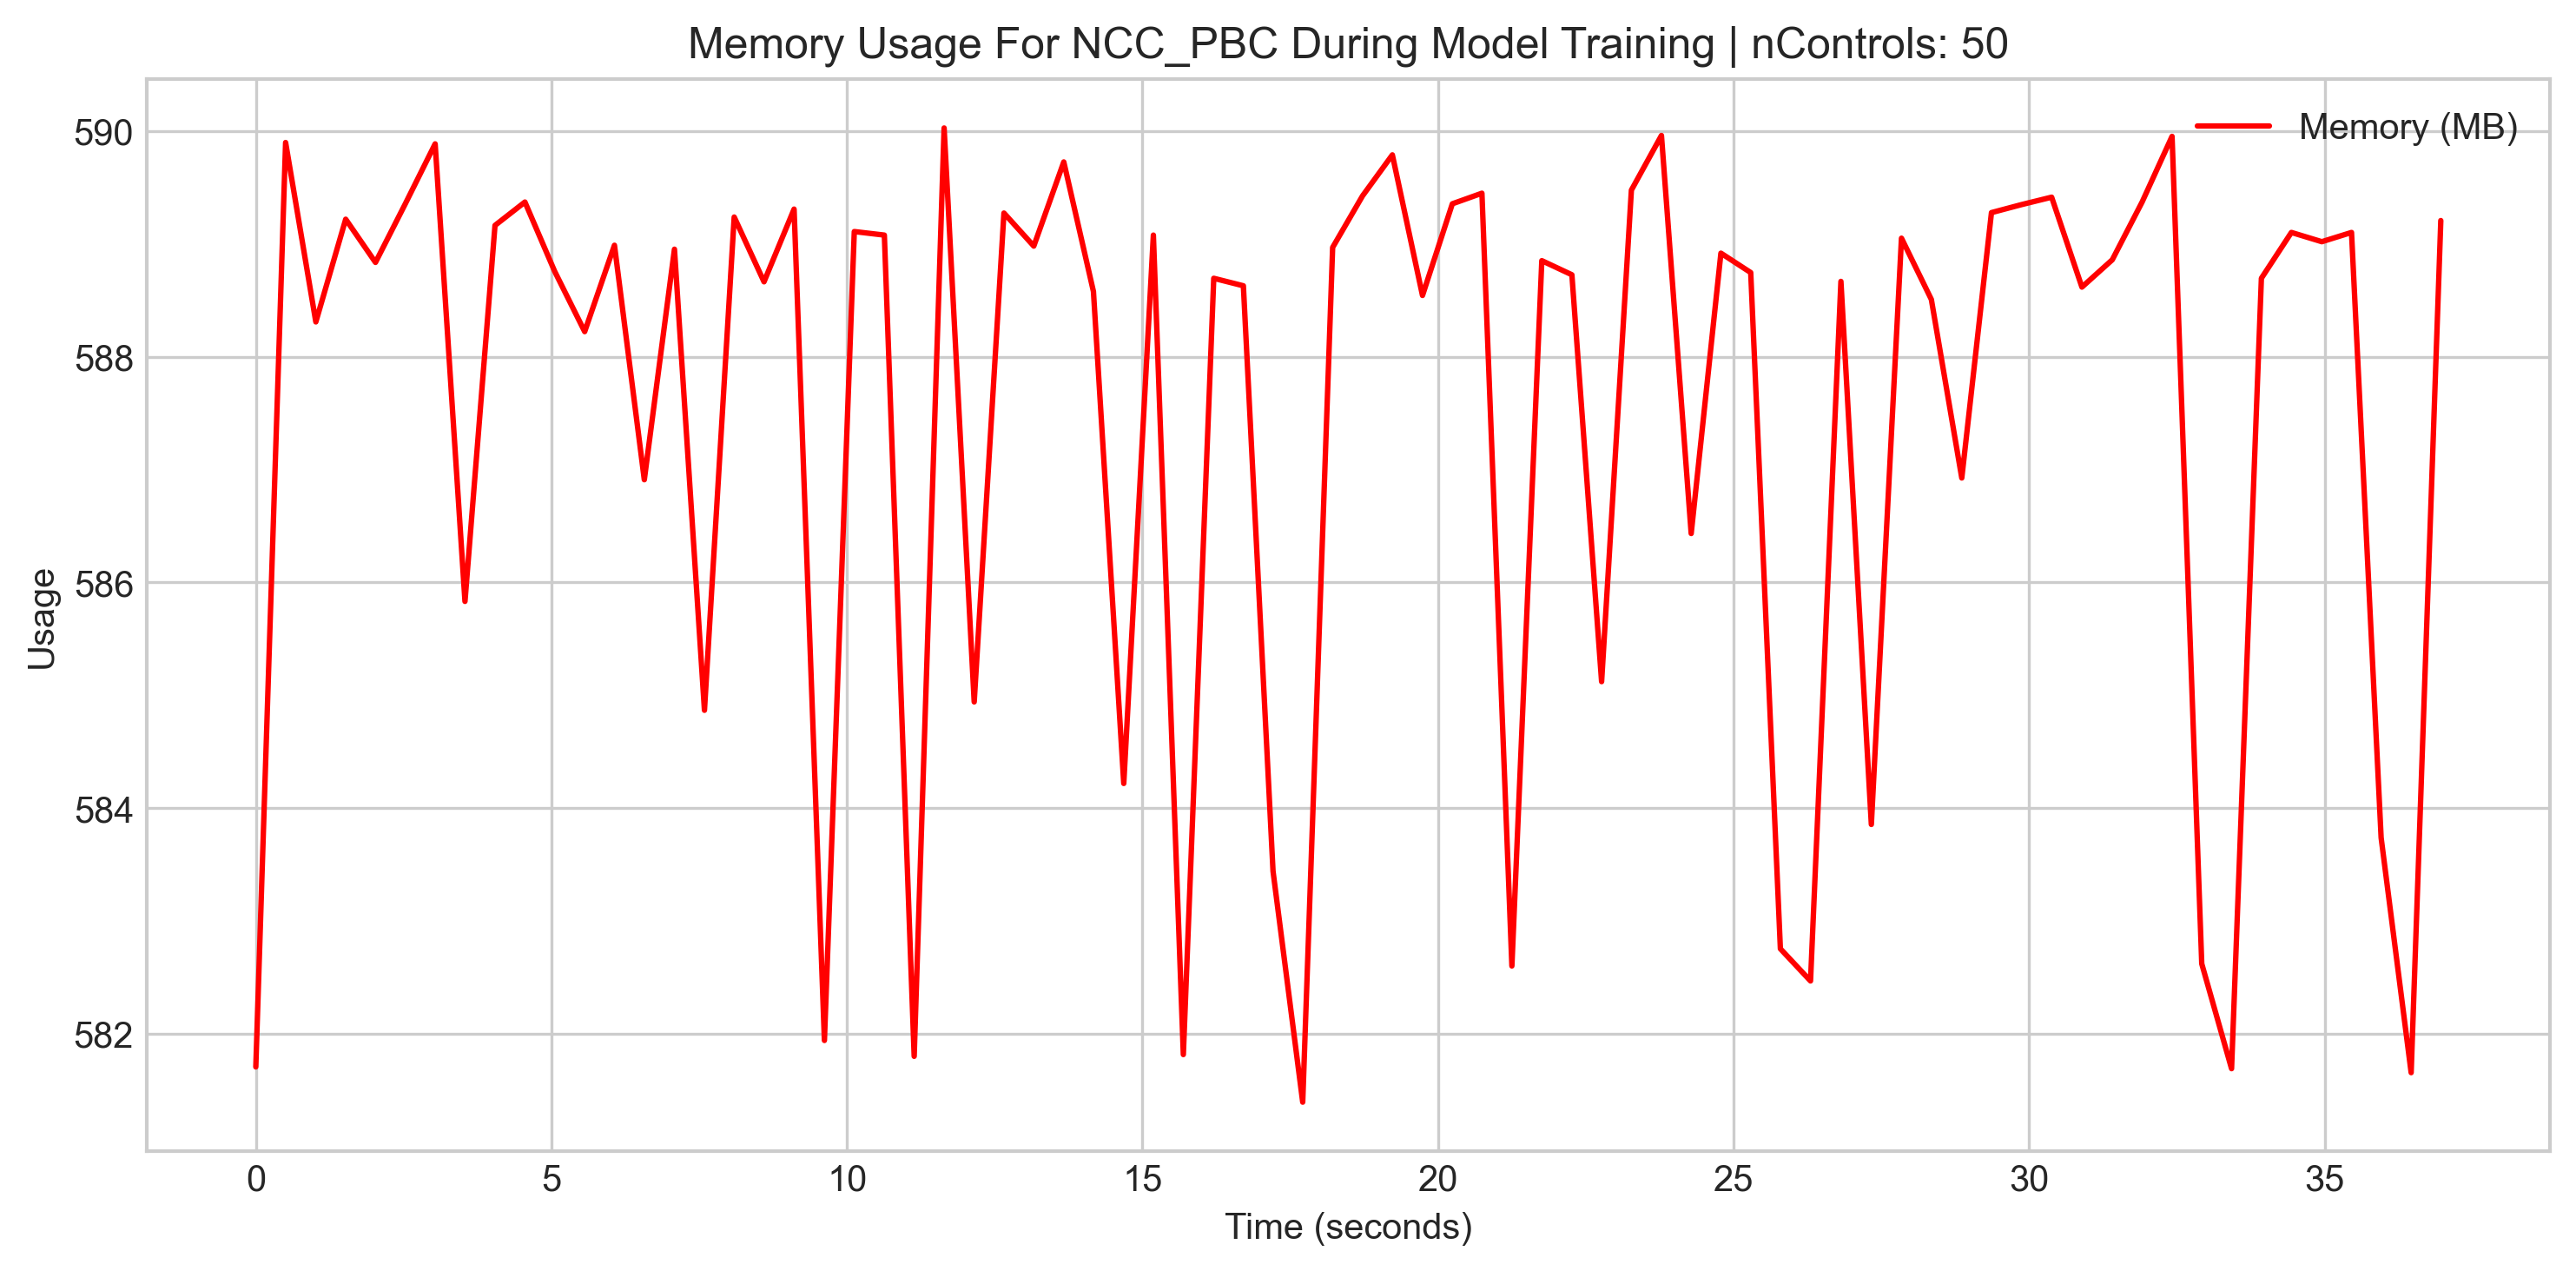 Memory Usage For NCC_PBC During Model Training | nControls: 50
Memory (MB)
590
588
586
584
582
Usage
0 5 10 15 20 25 30 35
Time (seconds)